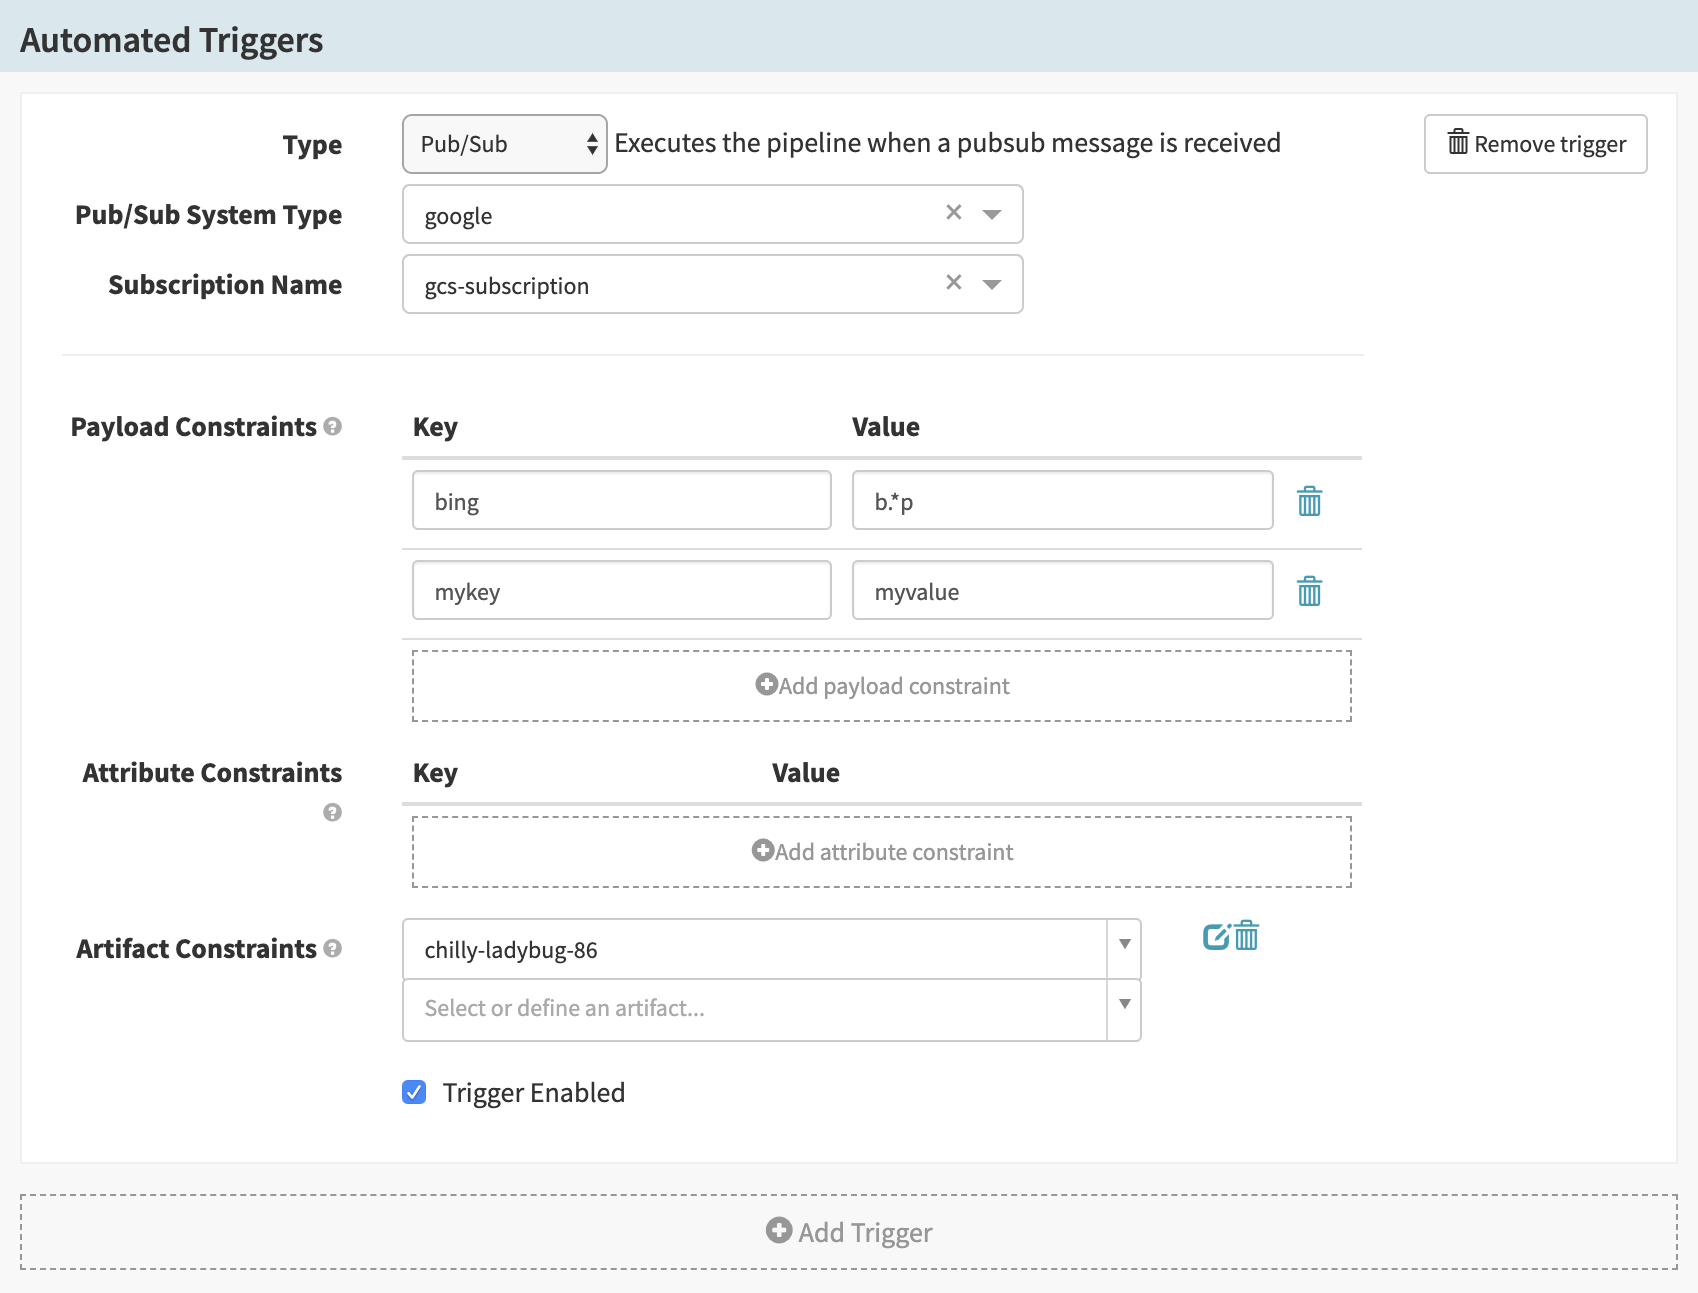 Automated Triggers
Type Pub/Sub Executes the pipeline when a pubsub message is received Remove trigger
Pub/Sub System Type google
Subscription Name gcs-subscription
Payload Constraints Key Value
bing b.*p
mykey myvalue
Add payload constraint
Attribute Constraints Key Value
Add attribute constraint
Artifact Constraints chilly-ladybug-86
Select or define an artifact...
Trigger Enabled
Add Trigger